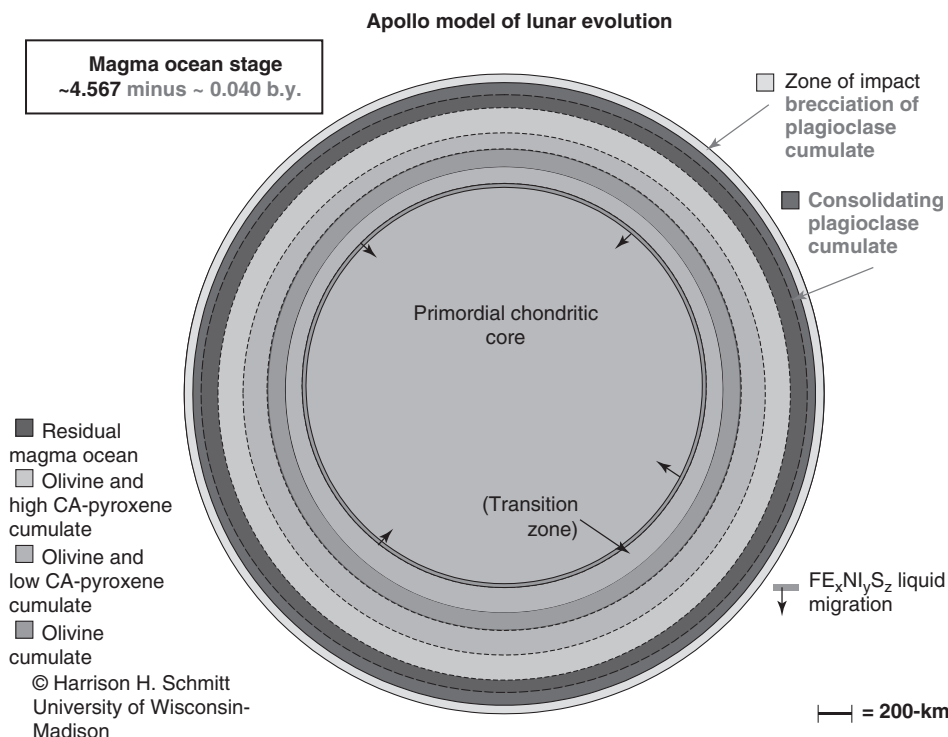 Apollo model of lunar evolution
Magma ocean stage
~4.567 minus ~ 0.040 b.y.
Zone of impact
brecciation of
plagioclase
cumulate
Consolidating
plagioclase
cumulate
Primordial chondritic
core
(Transition
zone)
Residual
magma ocean
Olivine and
high CA-pyroxene
cumulate
Olivine and
low CA-pyroxene
cumulate
Olivine
cumulate
© Harrison H. Schmitt
University of Wisconsin-
Madison
FExNIySz liquid
migration
= 200-km